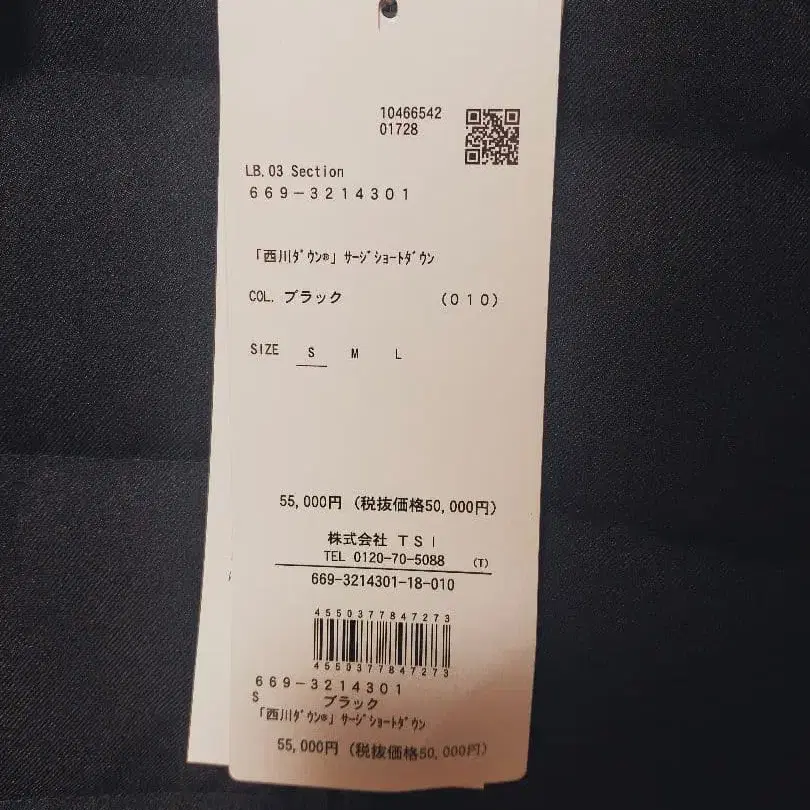 10466542
01728
LB.03 Section
669-3214301
「西川ﾀﾞｳﾝ®」ｻｰｼﾞｼｮｰﾄﾀﾞｳﾝ
COL. ブラック (010)
SIZE S M L
55,000円 (税抜価格50,000円)
株式会社 TSI
TEL 0120-70-5088 (T)
669-3214301-18-010
4550377847273
4550377847273
669-3214301
S ブラック
「西川ﾀﾞｳﾝ®」ｻｰｼﾞｼｮｰﾄﾀﾞｳﾝ
55,000円 (税抜価格50,000円)